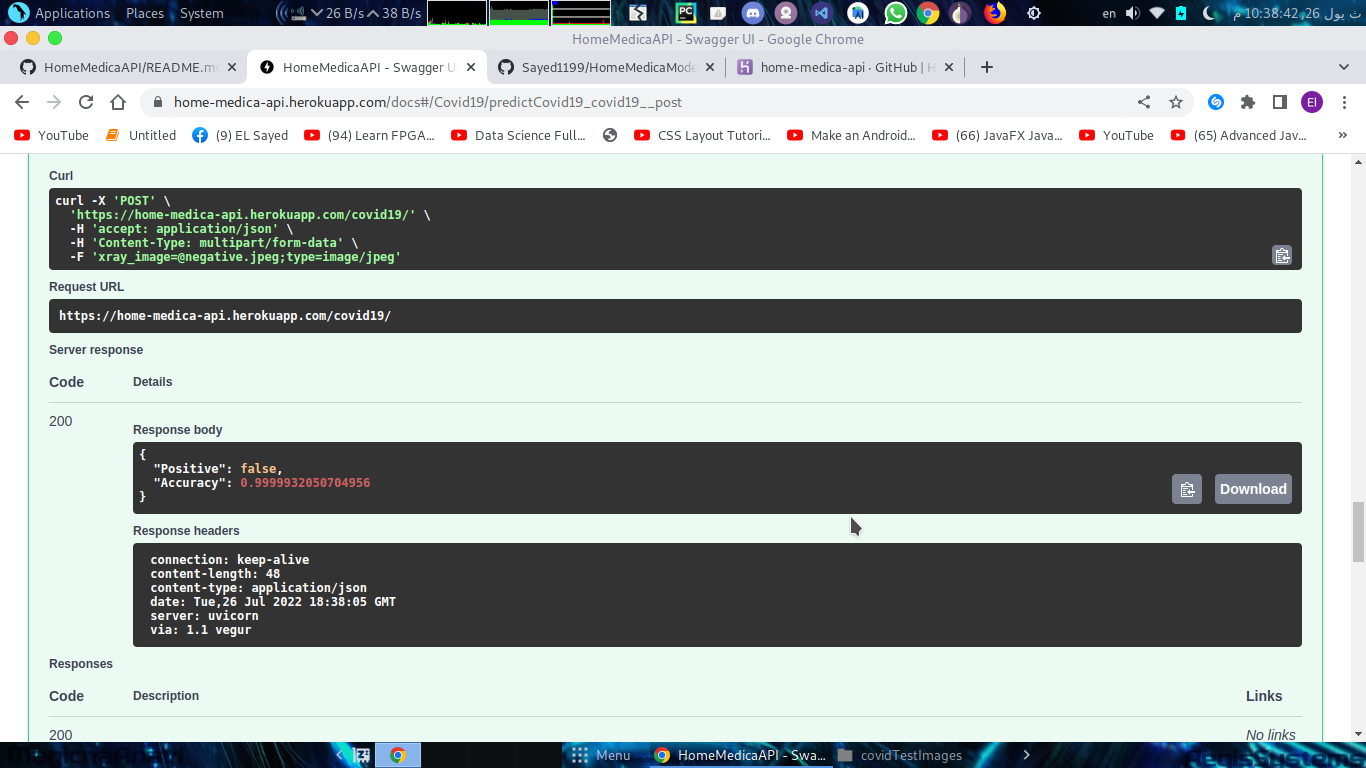 Applications Places System 26 B/s 38 B/s en ث يول 26, 10:38:42 م
HomeMedicaAPI - Swagger UI - Google Chrome
HomeMedicaAPI/README.m HomeMedicaAPI - Swagger U Sayed1199/HomeMedicaMode home-medica-api · GitHub | H
home-medica-api.herokuapp.com/docs#/Covid19/predictCovid19_covid19__post El
YouTube Untitled (9) EL Sayed (94) Learn FPGA... Data Science Full... CSS Layout Tutori... Make an Android... (66) JavaFX Java... YouTube (65) Advanced Jav... »
Curl
curl -X 'POST' \
'https://home-medica-api.herokuapp.com/covid19/' \
-H 'accept: application/json' \
-H 'Content-Type: multipart/form-data' \
-F 'xray_image=@negative.jpeg;type=image/jpeg'
Request URL
https://home-medica-api.herokuapp.com/covid19/
Server response
Code Details
200
Response body
{
"Positive": false,
"Accuracy": 0.9999932050704956
}
Download
Response headers
connection: keep-alive
content-length: 48
content-type: application/json
date: Tue,26 Jul 2022 18:38:05 GMT
server: uvicorn
via: 1.1 vegur
Responses
Code Description Links
200 No links
Menu HomeMedicaAPI - Swa... covidTestImages